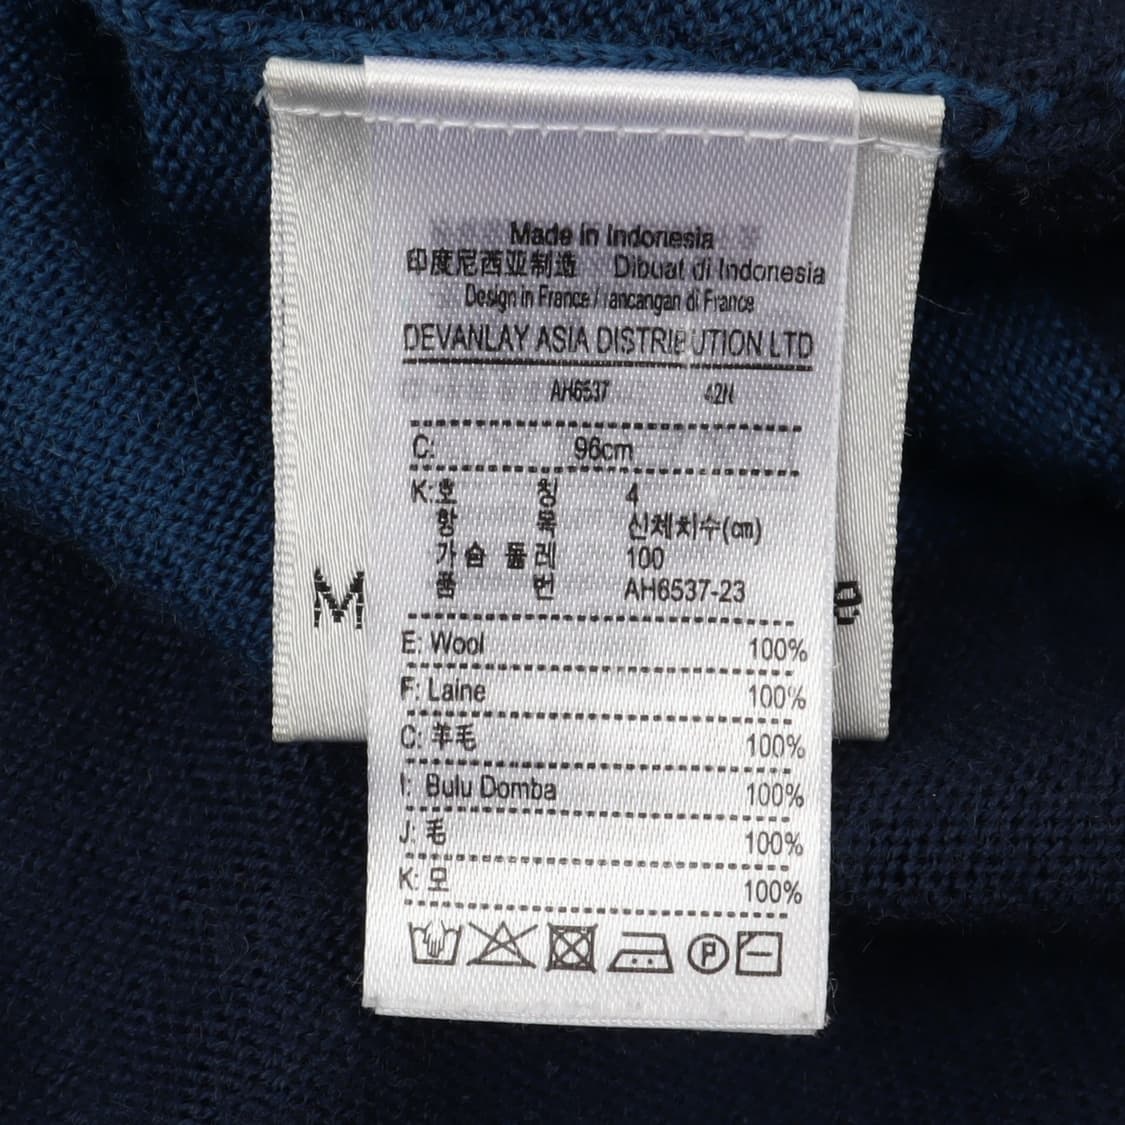 Made in Indonesia
印度尼西亚制造 Dibuat di Indonesia
Design in France / rancangan di France
DEVANLAY ASIA DISTRIBUTION LTD
AH6537 42N
C: 96cm
K:호 칭 4
항 목 신체치수(cm)
가 슴 둘 레 100
품 번 AH6537-23
E: Wool 100%
F: Laine 100%
C: 羊毛 100%
I: Bulu Domba 100%
J: 毛 100%
K: 모 100%
P